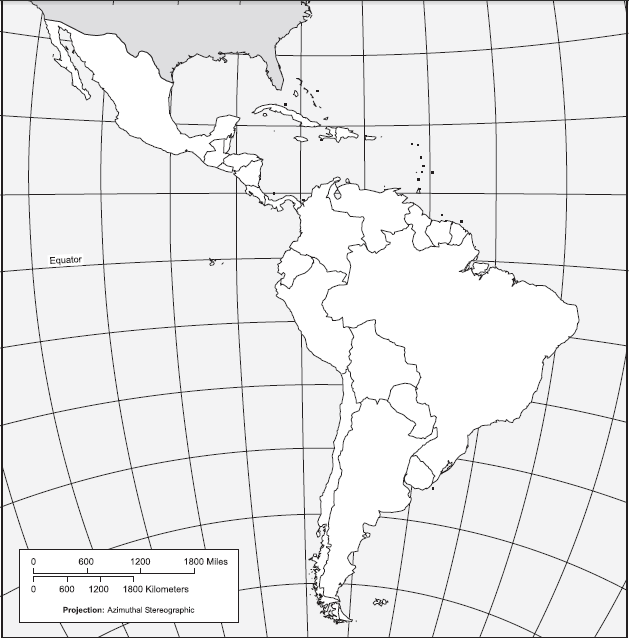 Equator
0 600 1200 1800 Miles
0 600 1200 1800 Kilometers
Projection: Azimuthal Stereographic